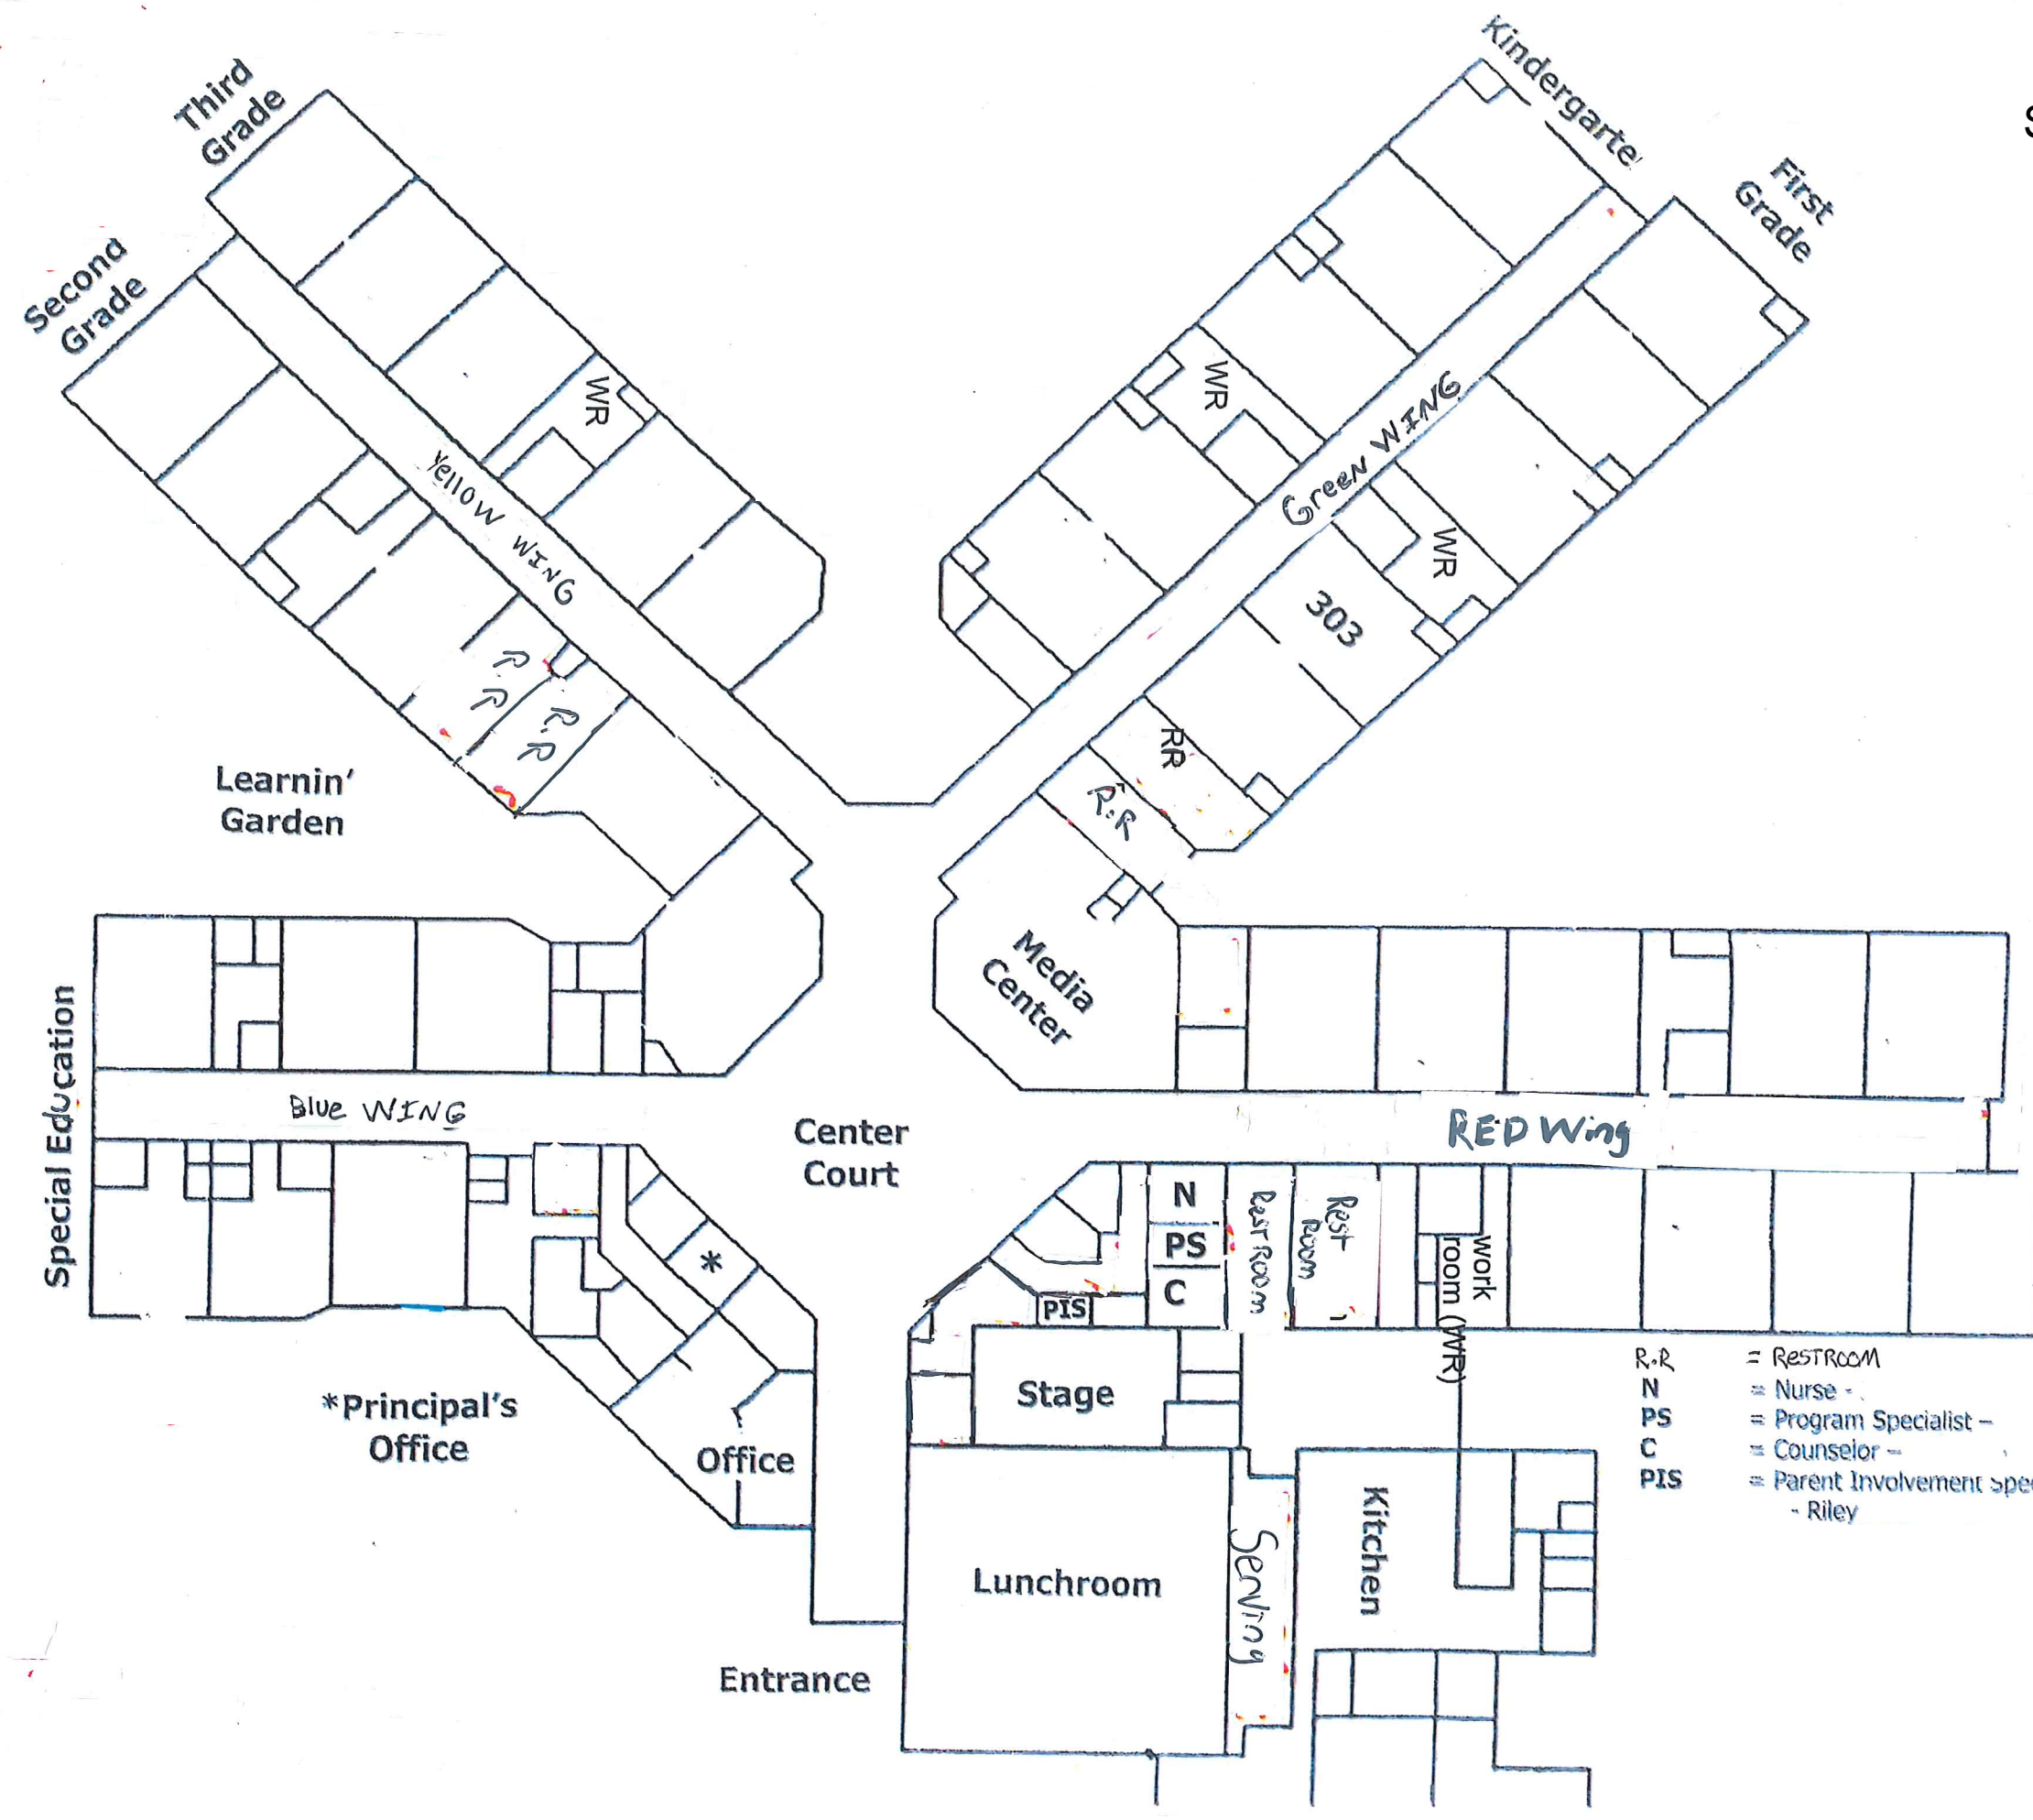 Third
Grade
Kindergarte
First
Grade
Second
Grade
WR
WR
Yellow WING
Green WING
WR
303
R
R
R.R
RR
R.R
Learnin'
Garden
Media
Center
Special Education
Blue WING
Center
Court
RED Wing
N
PS
C
RestRoom
Rest
Room
work
room (WR)
*
PIS
Stage
*Principal's
Office
Office
R.R = RESTROOM
N = Nurse -
PS = Program Specialist –
C = Counselor –
PIS = Parent Involvement Spe
- Riley
Kitchen
Serving
Lunchroom
Entrance